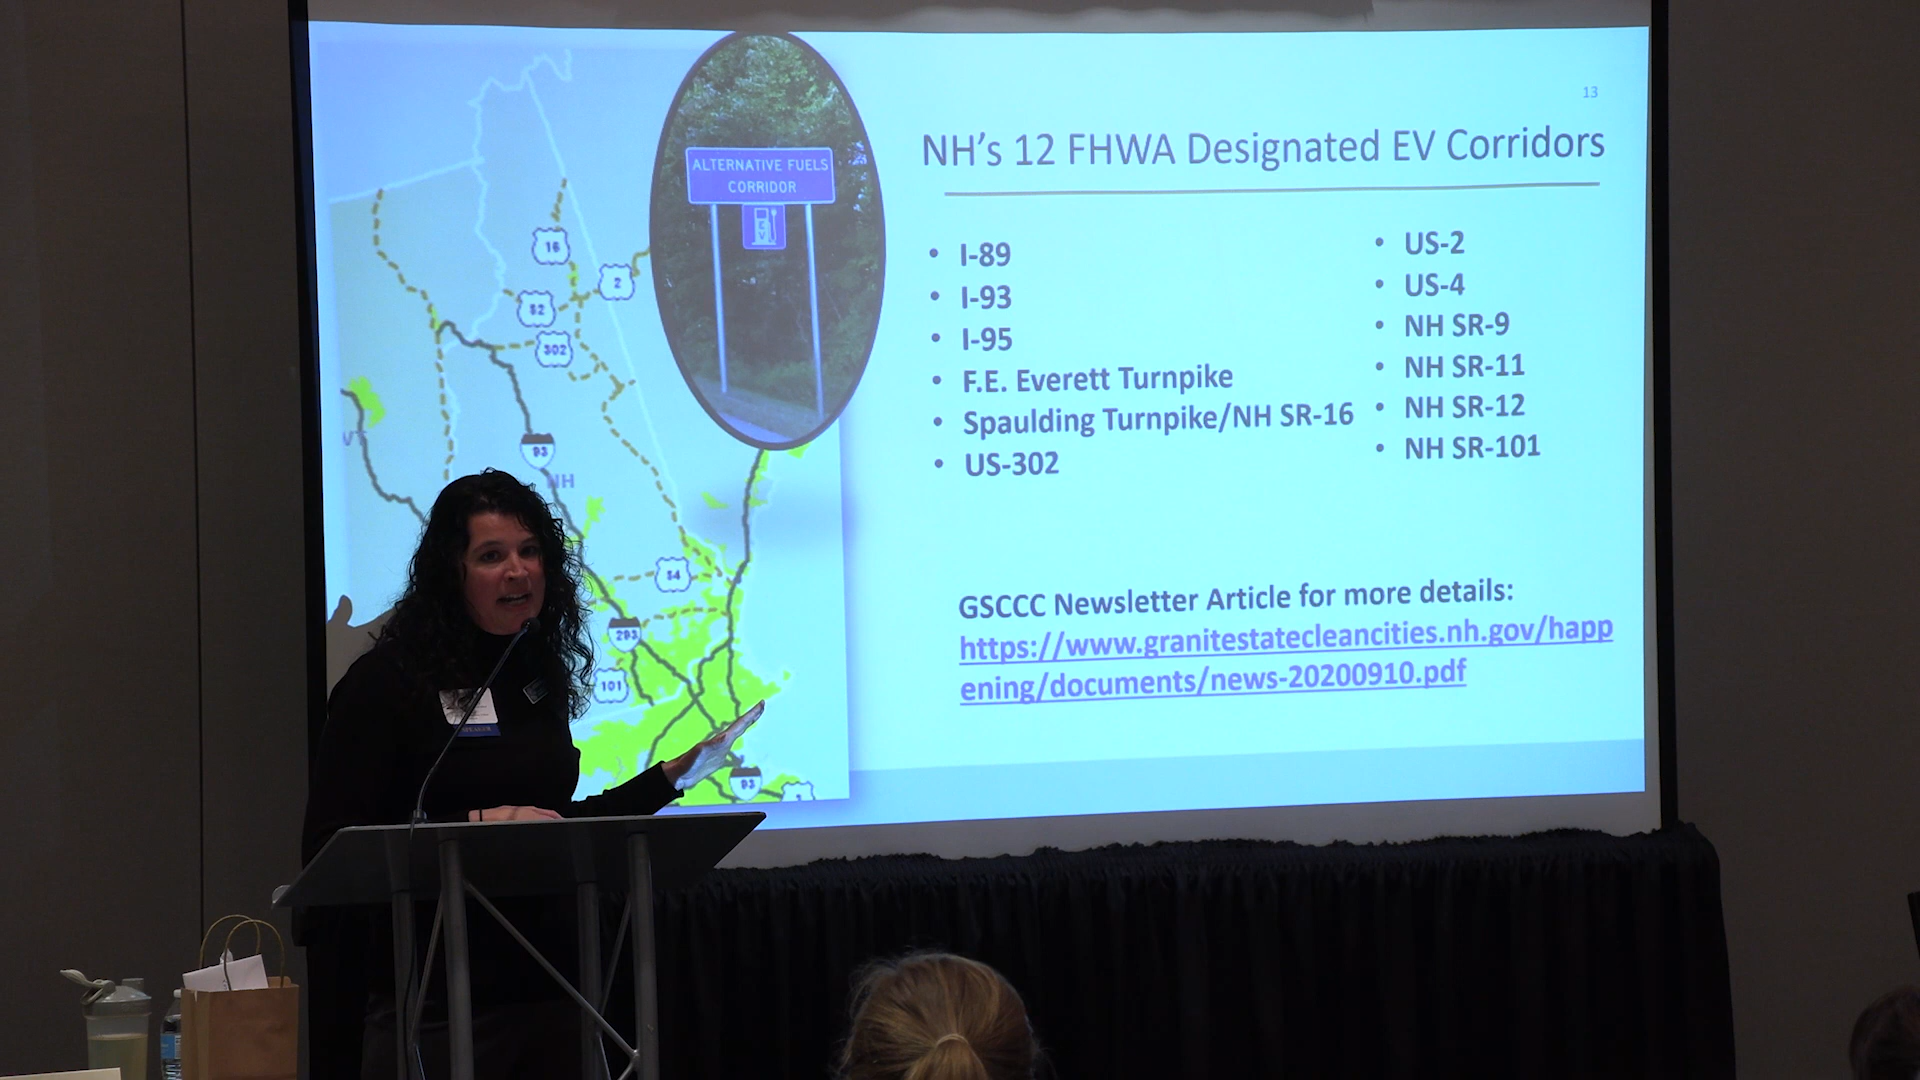 13
NH's 12 FHWA Designated EV Corridors
• I-89
• I-93
• I-95
• F.E. Everett Turnpike
• Spaulding Turnpike/NH SR-16
• US-302
• US-2
• US-4
• NH SR-9
• NH SR-11
• NH SR-12
• NH SR-101
GSCCC Newsletter Article for more details:
https://www.granitestatecleancities.nh.gov/happ
ening/documents/news-20200910.pdf
ALTERNATIVE FUELS
CORRIDOR
EV
16
2
302
VT
93
NH
293
101
93
SPEAKER